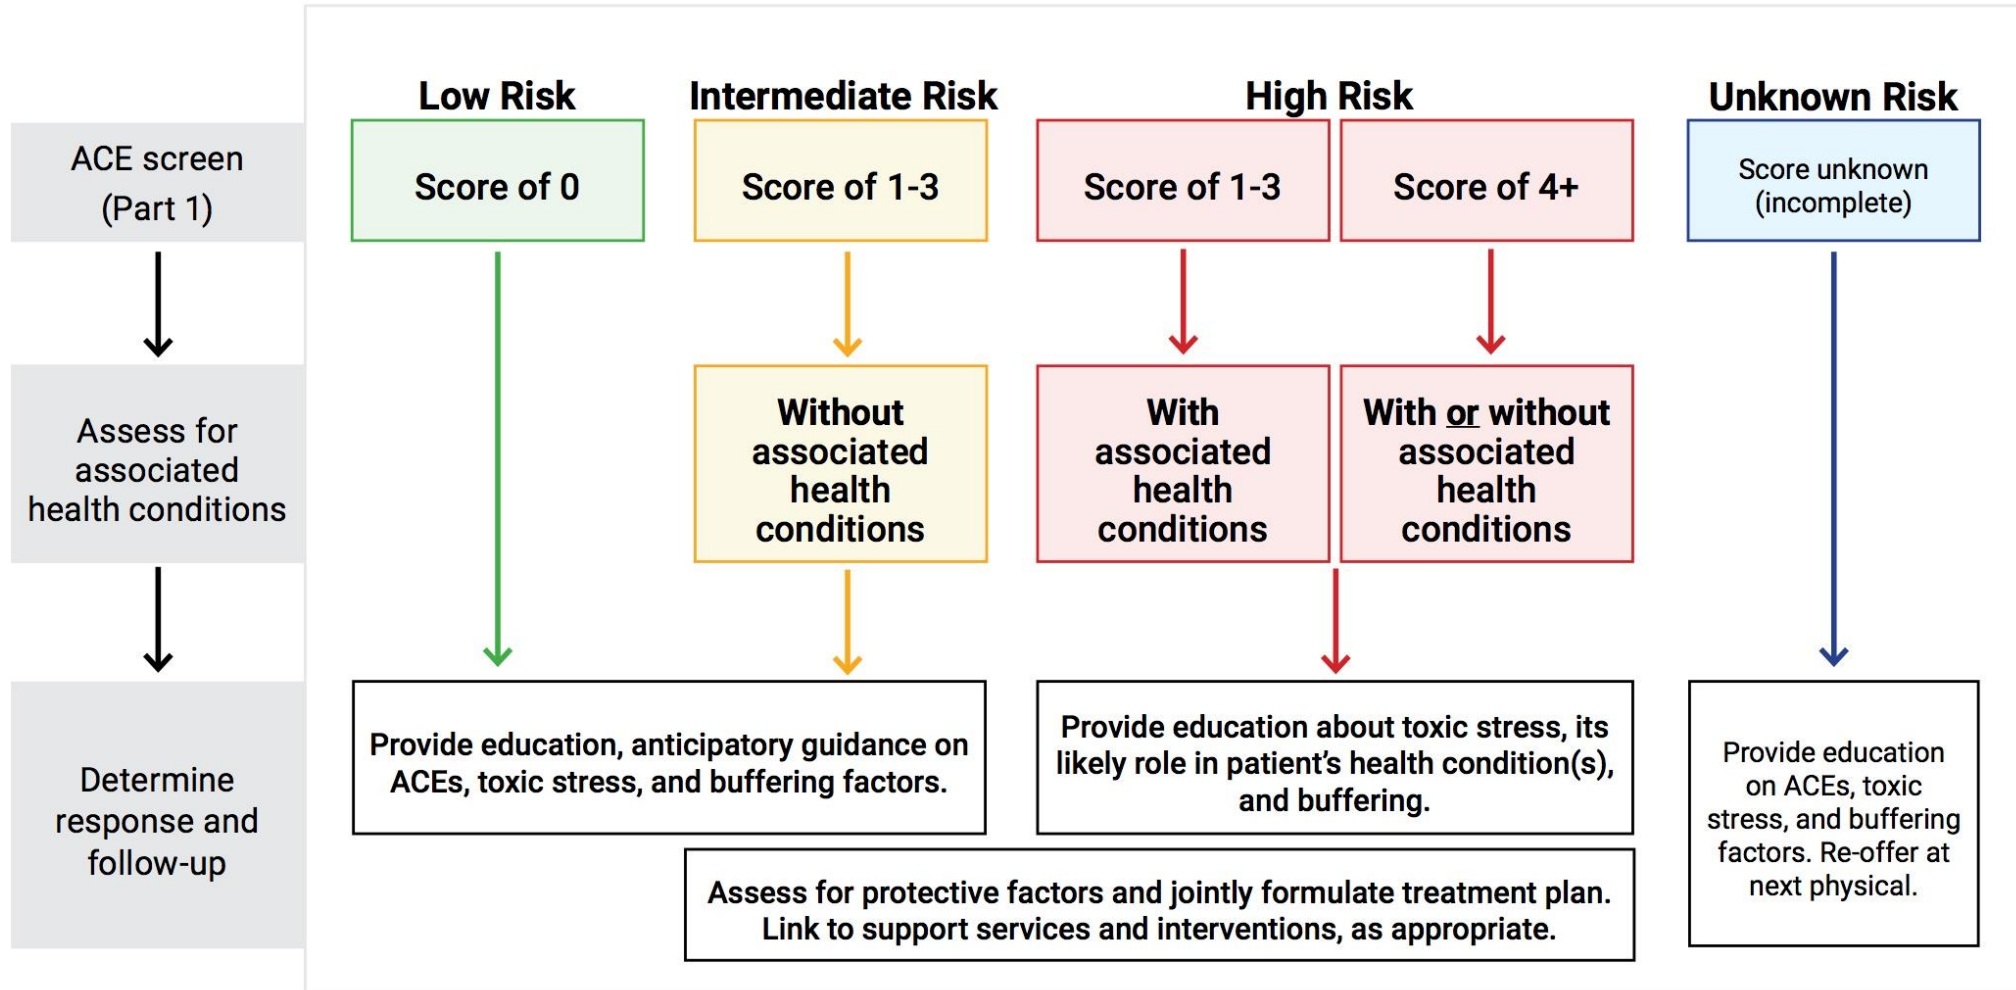 Low Risk
Intermediate Risk
High Risk
Unknown Risk
ACE screen
(Part 1)
Score of 0
Score of 1-3
Score of 1-3
Score of 4+
Score unknown
(incomplete)
Assess for
associated
health conditions
Without
associated
health
conditions
With
associated
health
conditions
With or without
associated
health
conditions
Determine
response and
follow-up
Provide education, anticipatory guidance on
ACEs, toxic stress, and buffering factors.
Provide education about toxic stress, its
likely role in patient’s health condition(s),
and buffering.
Assess for protective factors and jointly formulate treatment plan.
Link to support services and interventions, as appropriate.
Provide education
on ACEs, toxic
stress, and buffering
factors. Re-offer at
next physical.